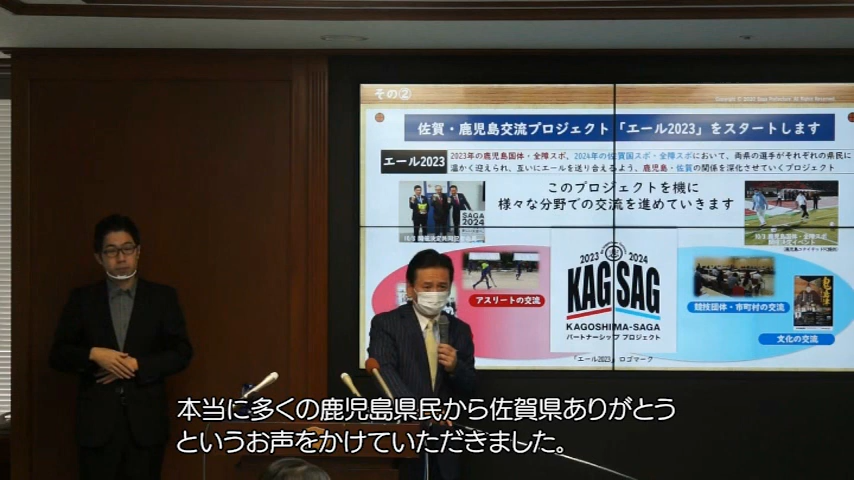 その②
佐賀・鹿児島交流プロジェクト「エール2023」をスタートします
エール2023
2023年の鹿児島国体・全障スポ、2024年の佐賀国スポ・全障スポにおいて、両県の選手がそれぞれの県民に
温かく迎えられ、互いにエールを送り合えるよう、鹿児島・佐賀の関係を深化させていくプロジェクト
このプロジェクトを機に
様々な分野での交流を進めていきます
SAGA
2024
アスリートの交流
2023
2024
KAG SAG
KAGOSHIMA-SAGA
パートナーシップ プロジェクト
「エール2023」ロゴマーク
競技団体・市町村の交流
文化の交流
本当に多くの鹿児島県民から佐賀県ありがとう
というお声をかけていただきました。